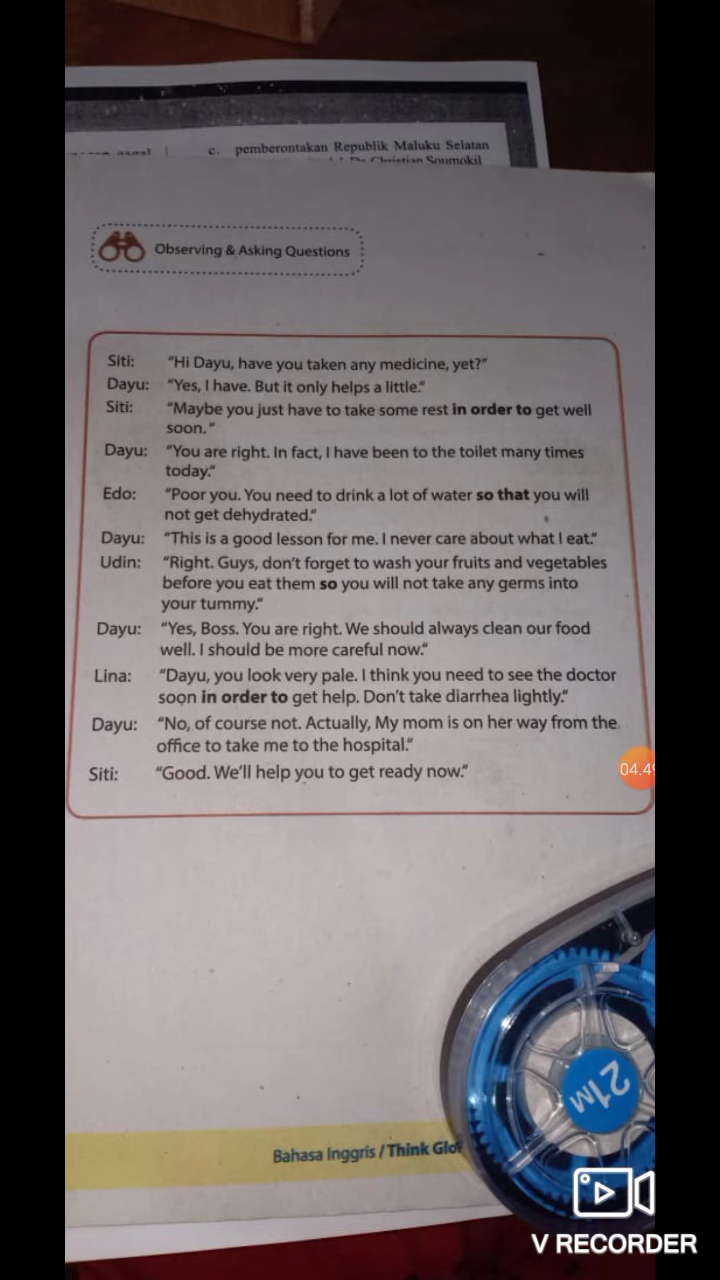 c. pemberontakan Republik Maluku Selatan
Dr. Christian Soumokil
Observing & Asking Questions
Siti: "Hi Dayu, have you taken any medicine, yet?"
Dayu: "Yes, I have. But it only helps a little."
Siti: "Maybe you just have to take some rest in order to get well
soon."
Dayu: "You are right. In fact, I have been to the toilet many times
today."
Edo: "Poor you. You need to drink a lot of water so that you will
not get dehydrated."
Dayu: "This is a good lesson for me. I never care about what I eat."
Udin: "Right. Guys, don't forget to wash your fruits and vegetables
before you eat them so you will not take any germs into
your tummy."
Dayu: "Yes, Boss. You are right. We should always clean our food
well. I should be more careful now."
Lina: "Dayu, you look very pale. I think you need to see the doctor
soon in order to get help. Don't take diarrhea lightly."
Dayu: "No, of course not. Actually, My mom is on her way from the
office to take me to the hospital."
Siti: "Good. We'll help you to get ready now."
04.49
21M
Bahasa Inggris / Think Glo
V RECORDER